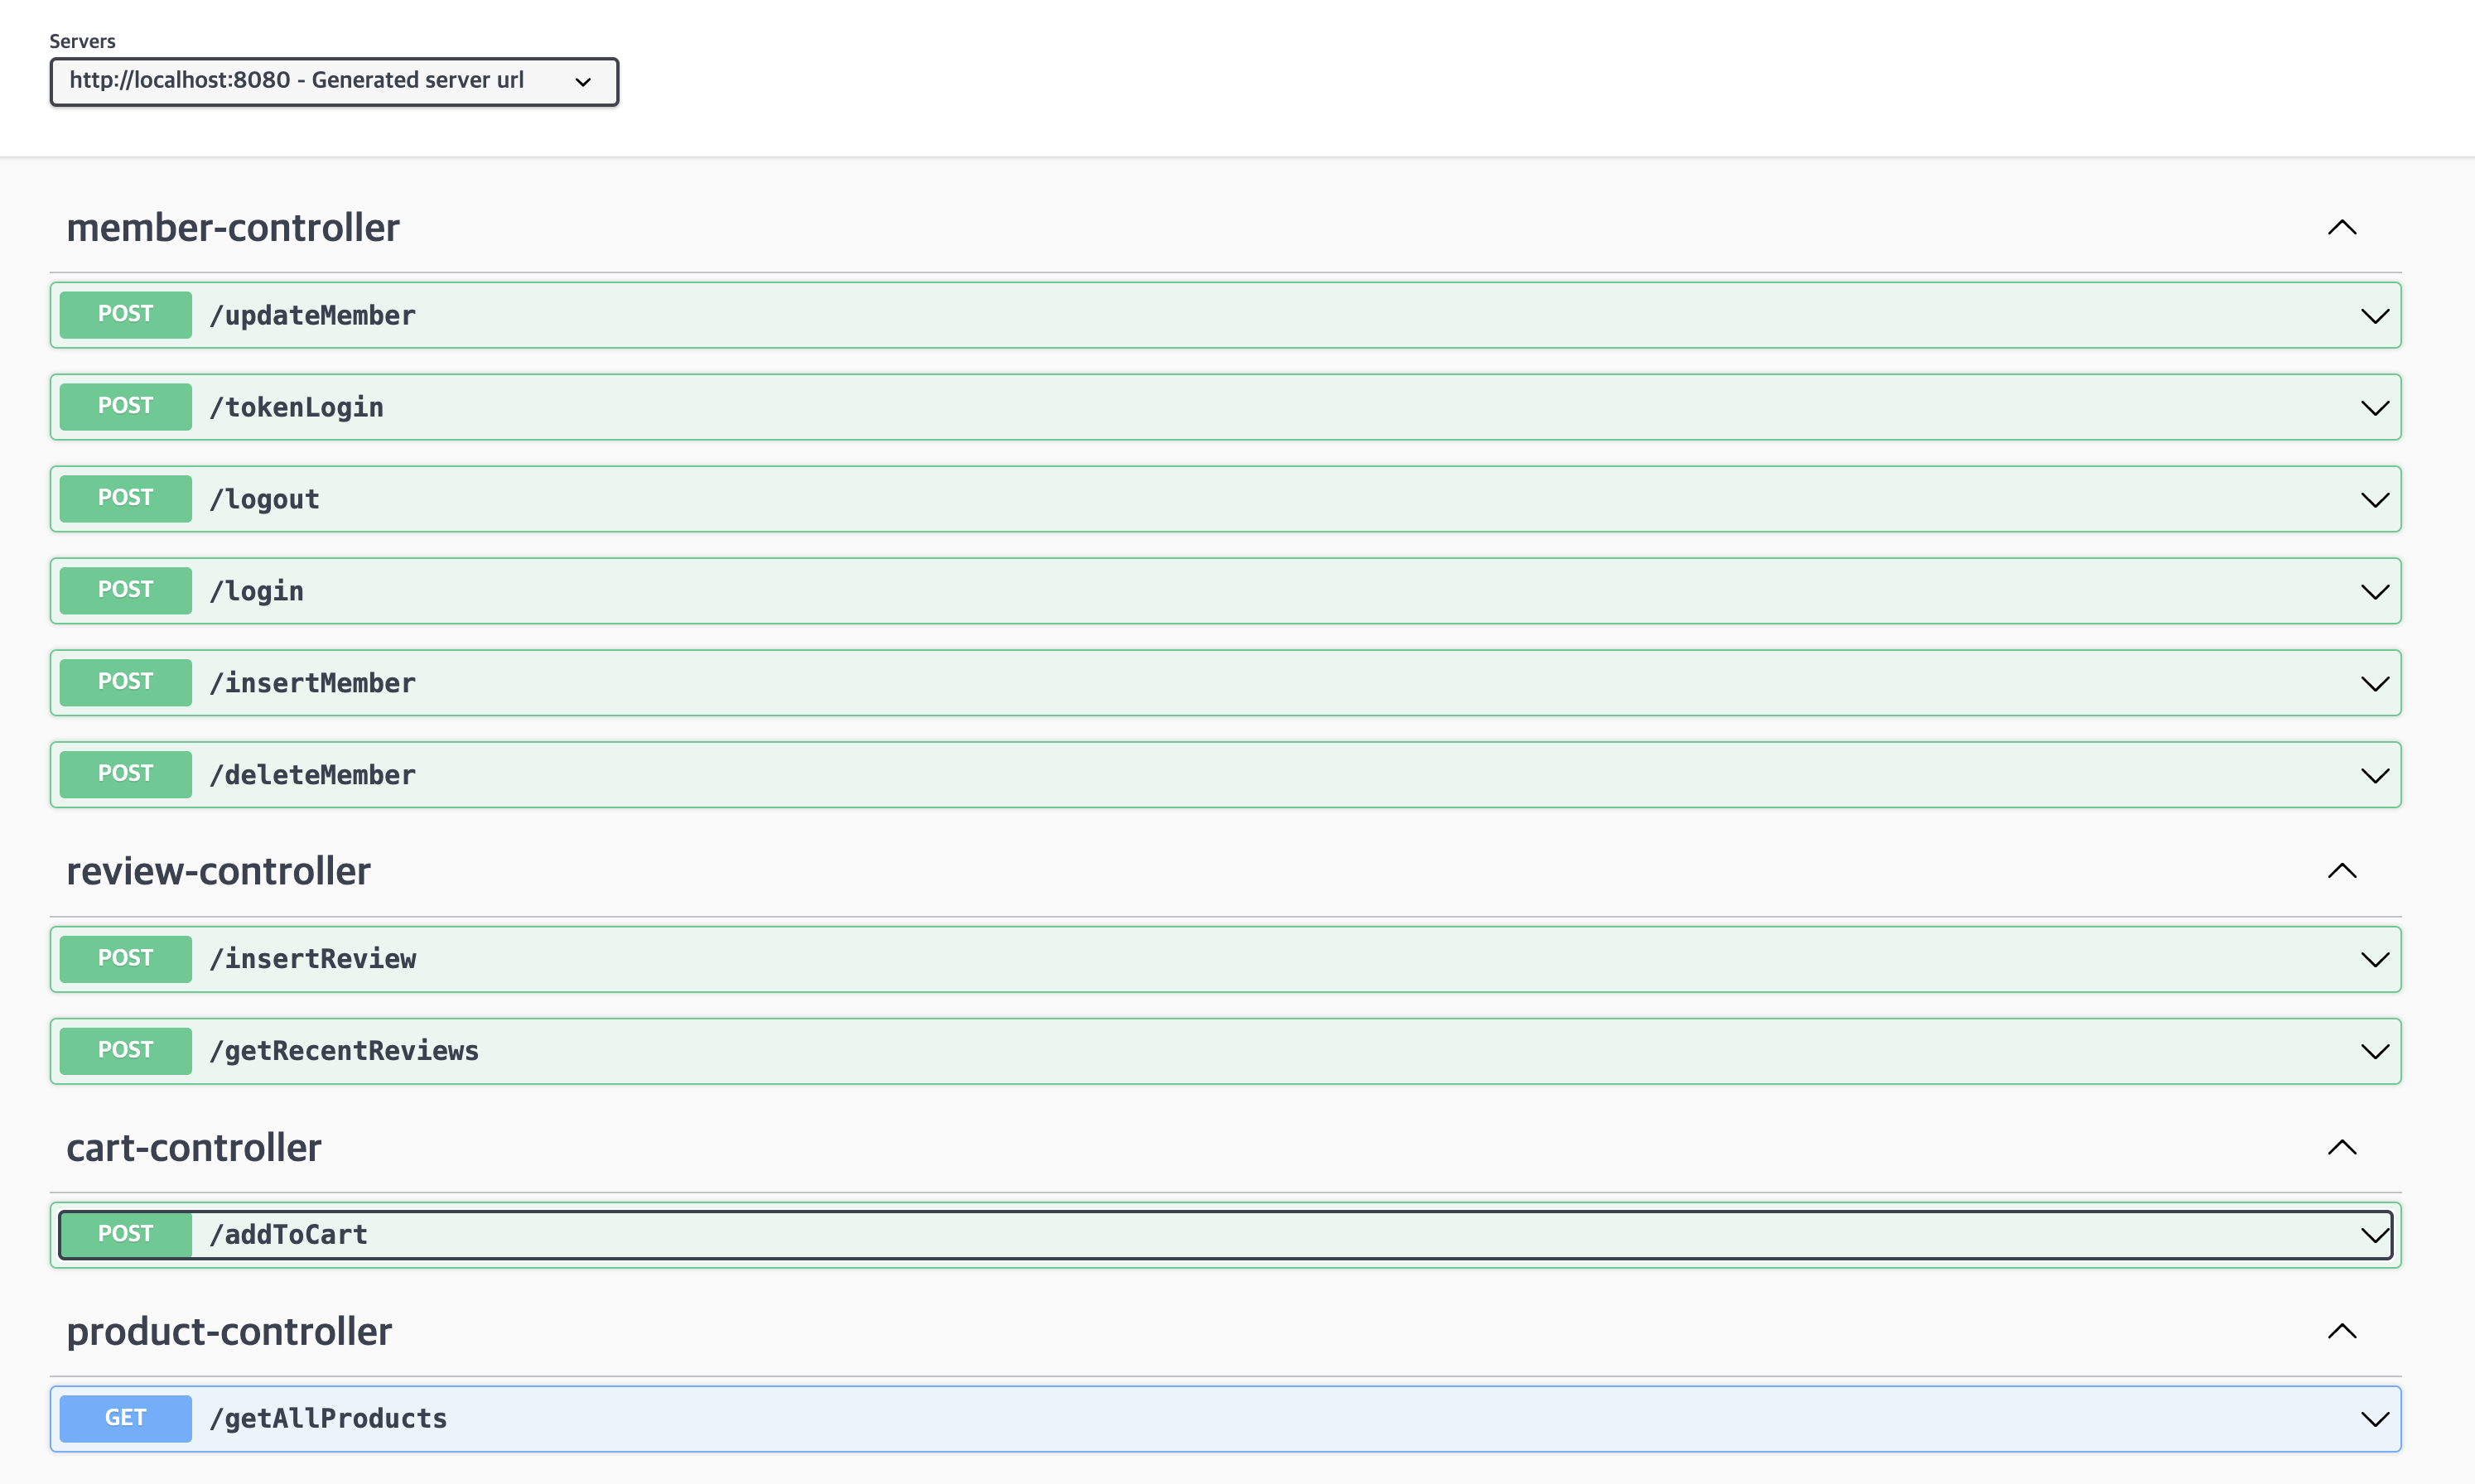 Servers
http://localhost:8080 - Generated server url
member-controller
POST /updateMember
POST /tokenLogin
POST /logout
POST /login
POST /insertMember
POST /deleteMember
review-controller
POST /insertReview
POST /getRecentReviews
cart-controller
POST /addToCart
product-controller
GET /getAllProducts